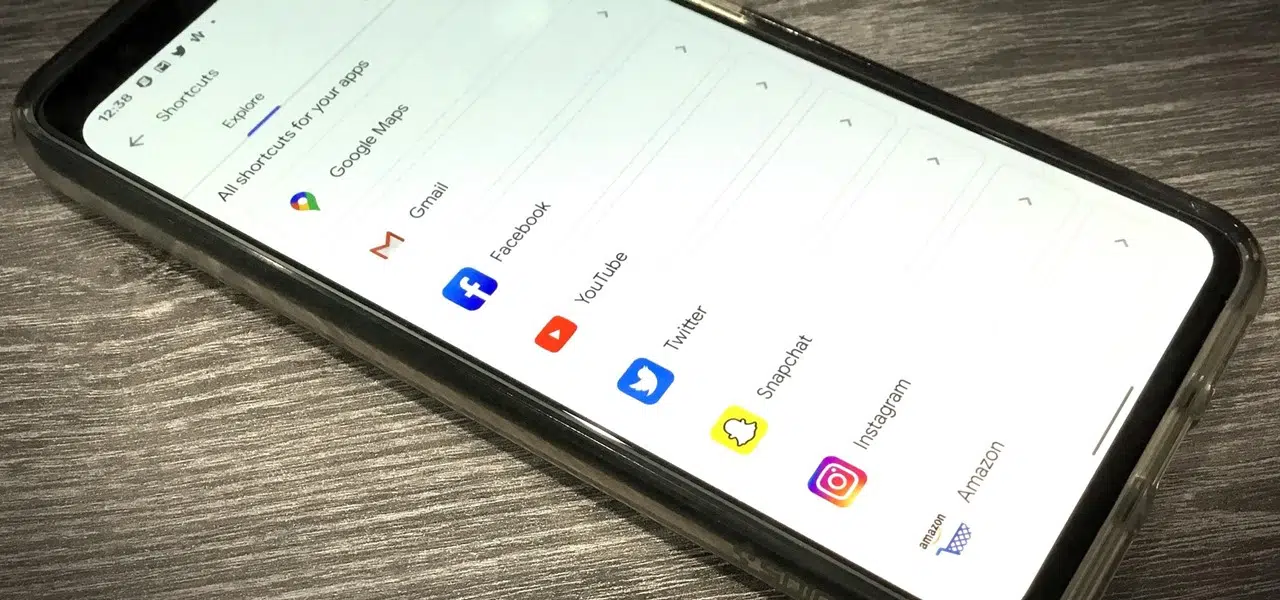 12:38
Shortcuts
Explore
All shortcuts for your apps
Google Maps
Gmail
Facebook
YouTube
Twitter
Snapchat
Instagram
amazon
Amazon